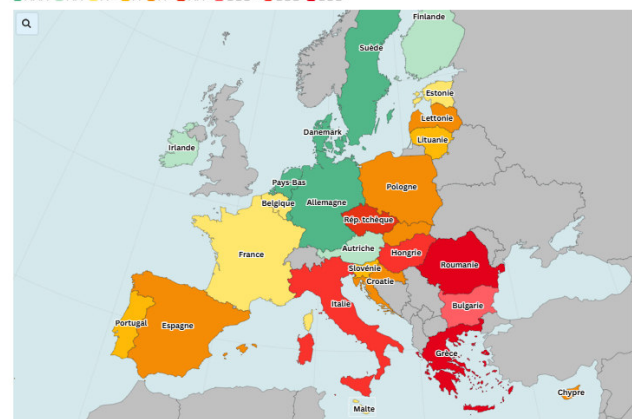 Finlande
Suède
Estonie
Lettonie
Danemark
Lituanie
Irlande
Pays-Bas
Pologne
Belgique
Allemagne
Rép. tchèque
Autriche
Hongrie
France
Slovénie
Roumanie
Croatie
Italie
Bulgarie
Portugal
Espagne
Grèce
Chypre
Malte